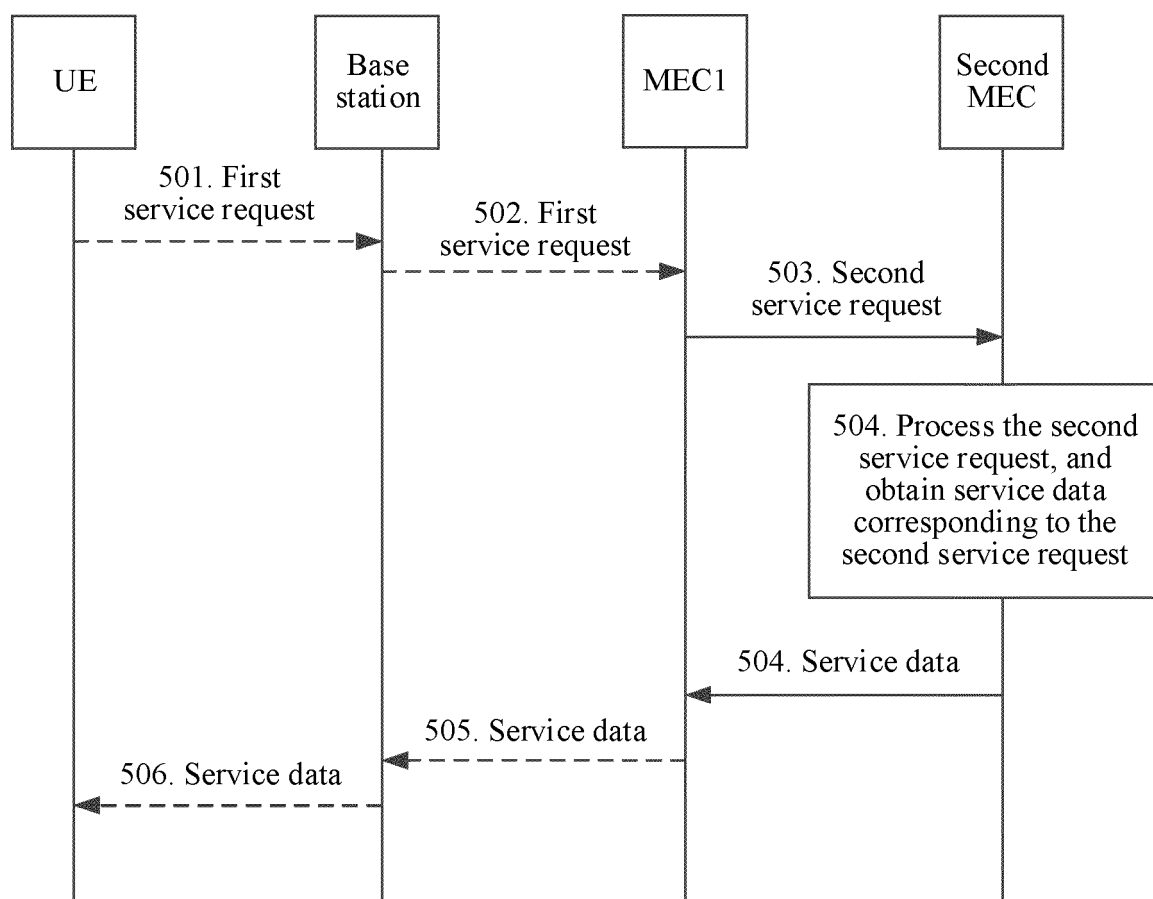 UE
Base
station
MEC1
Second
MEC
501. First
service request
502. First
service request
503. Second
service request
504. Process the second
service request, and
obtain service data
corresponding to the
second service request
504. Service data
505. Service data
506. Service data